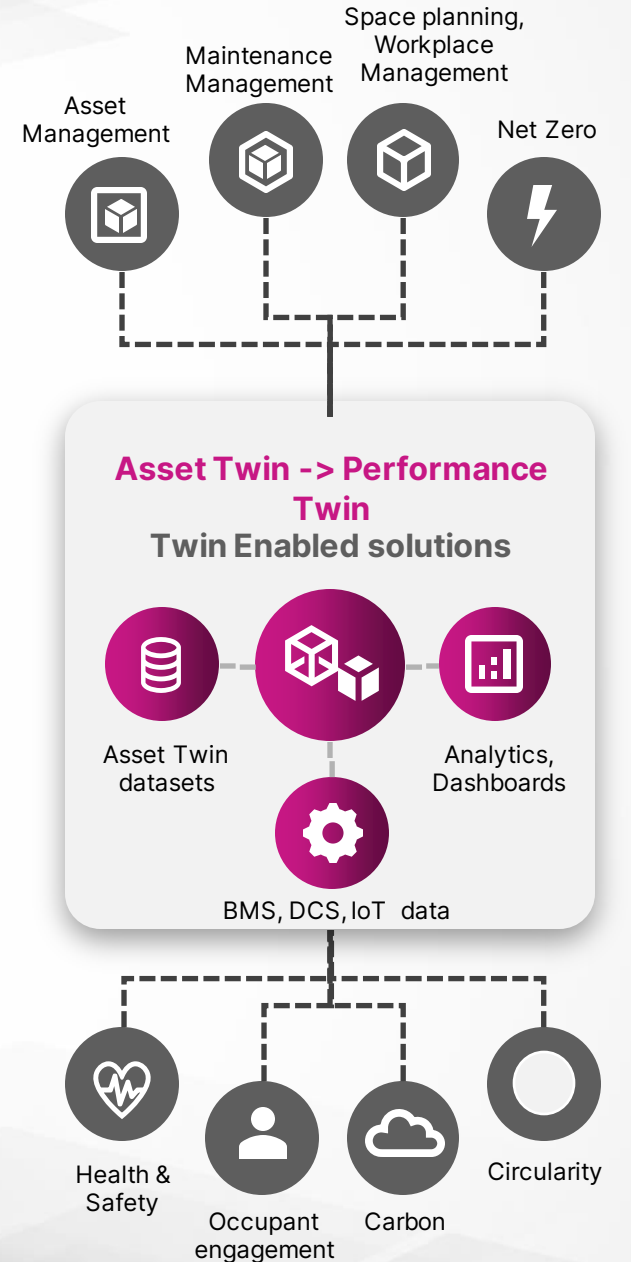 Space planning,
Workplace
Management
Maintenance
Management
Asset
Management
Net Zero
Asset Twin -> Performance
Twin
Twin Enabled solutions
Asset Twin
datasets
Analytics,
Dashboards
BMS, DCS, IoT data
Health &
Safety
Occupant
engagement
Carbon
Circularity